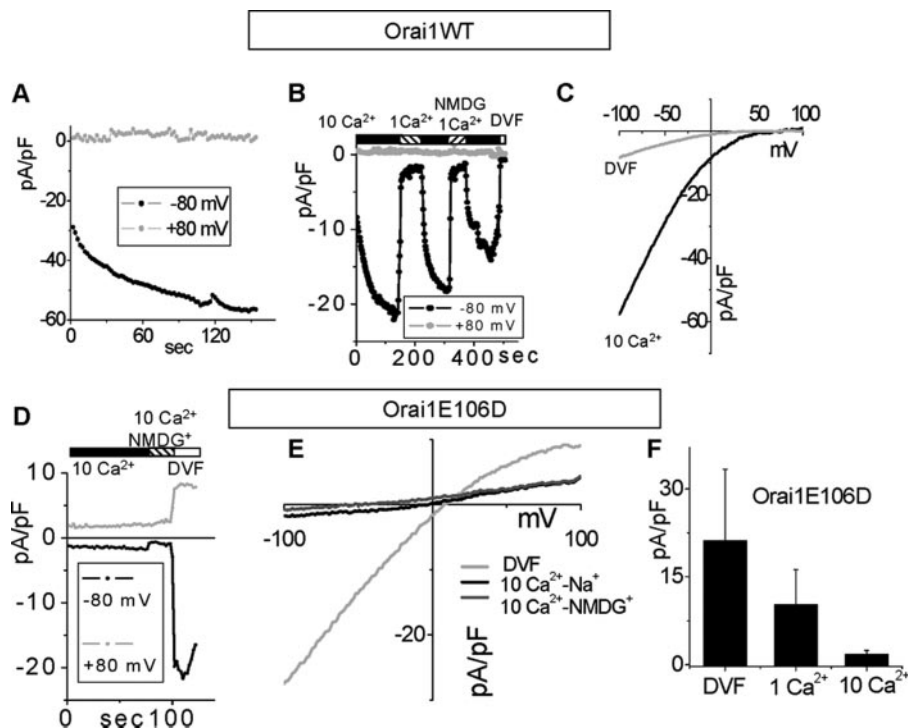 Orai1WT
A
pA/pF
0
-20
-40
-60
0 60 120
sec
-80 mV
+80 mV
B
NMDG
10 Ca²⁺ 1Ca²⁺ 1Ca²⁺ DVF
pA/pF
0
-10
-20
0 200 400 sec
-80 mV
+80 mV
C
-100 -50 0 50 100
mV
DVF
-20
-40
-60
pA/pF
10 Ca²⁺
Orai1E106D
D
10 Ca²⁺
NMDG⁺
10 Ca²⁺ DVF
pA/pF
10
0
-10
-20
-80 mV
+80 mV
0 sec 100
E
-100 mV 100
DVF
10 Ca²⁺-Na⁺
10 Ca²⁺-NMDG⁺
-20
pA/pF
F
Orai1E106D
pA/pF
30
15
0
DVF 1 Ca²⁺ 10 Ca²⁺